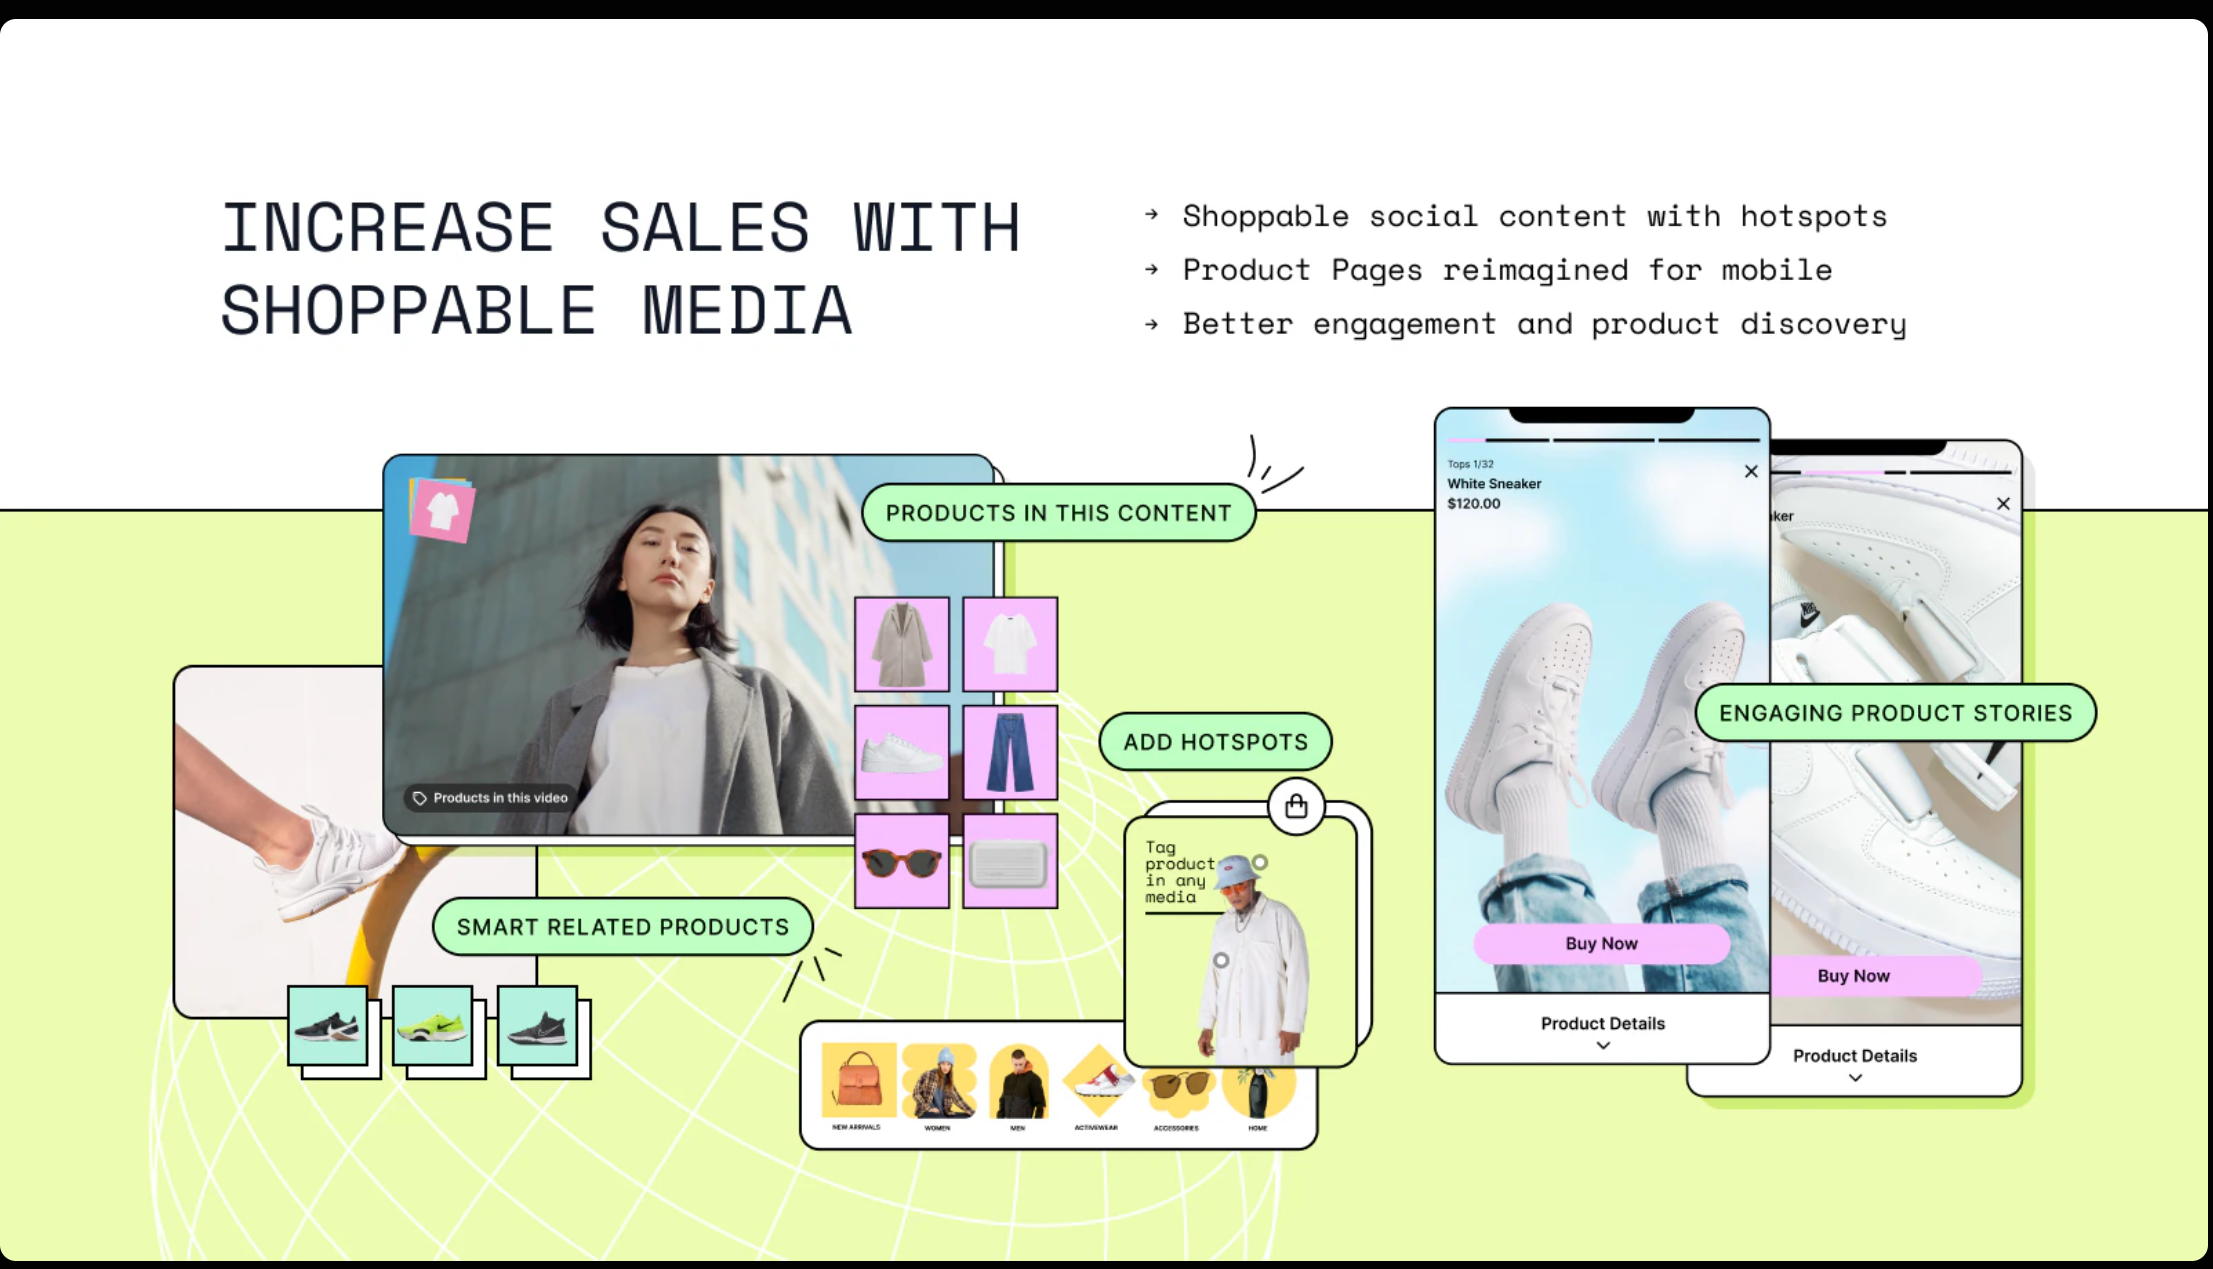 INCREASE SALES WITH
SHOPPABLE MEDIA
→ Shoppable social content with hotspots
→ Product Pages reimagined for mobile
→ Better engagement and product discovery
PRODUCTS IN THIS CONTENT
Products in this video
SMART RELATED PRODUCTS
ADD HOTSPOTS
Tag
product
in any
media
NEW ARRIVALS
WOMEN
MEN
ACTIVEWEAR
ACCESSORIES
HOME
Tops 1/32
White Sneaker
$120.00
Buy Now
Product Details
ENGAGING PRODUCT STORIES
Buy Now
Product Details